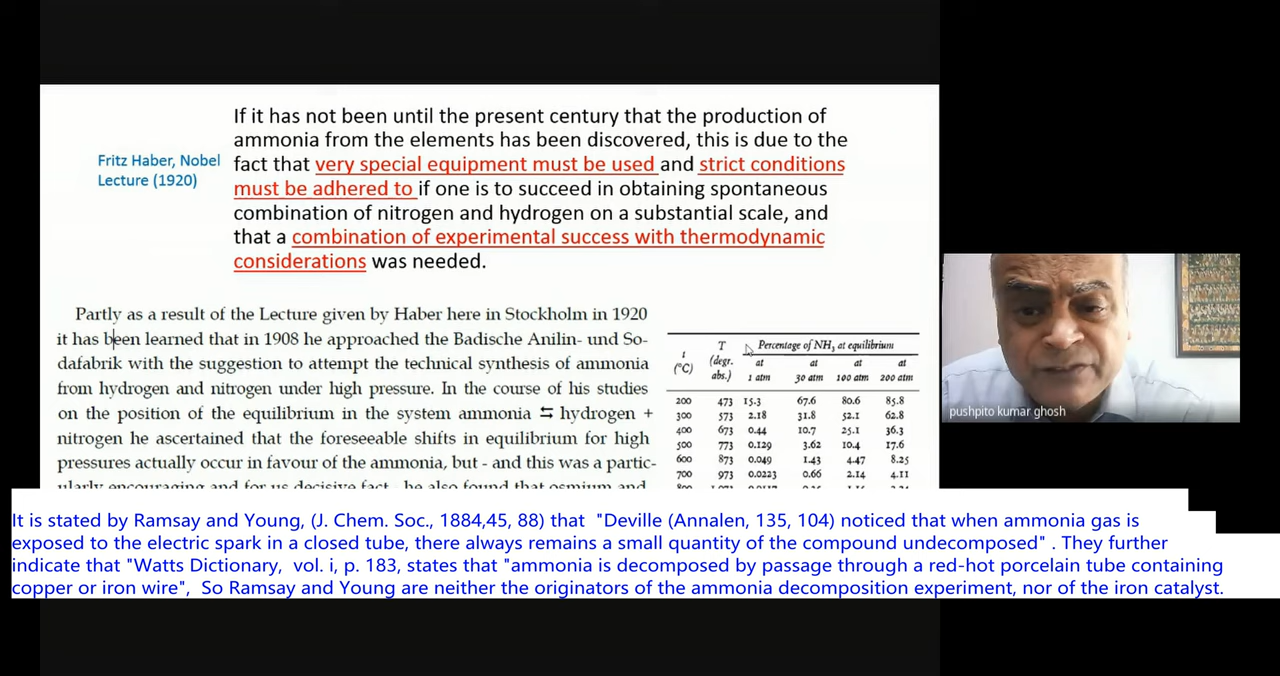 If it has not been until the present century that the production of
ammonia from the elements has been discovered, this is due to the
Fritz Haber, Nobel
Lecture (1920)
fact that very special equipment must be used and strict conditions
must be adhered to if one is to succeed in obtaining spontaneous
combination of nitrogen and hydrogen on a substantial scale, and
that a combination of experimental success with thermodynamic
considerations was needed.
Partly as a result of the Lecture given by Haber here in Stockholm in 1920
it has been learned that in 1908 he approached the Badische Anilin- und So-
dafabrik with the suggestion to attempt the technical synthesis of ammonia
from hydrogen and nitrogen under high pressure. In the course of his studies
on the position of the equilibrium in the system ammonia ⇆ hydrogen +
nitrogen he ascertained that the foreseeable shifts in equilibrium for high
pressures actually occur in favour of the ammonia, but - and this was a partic-
ularly encouraging and for us decisive fact he also found that osmium and
t (°C) T (degr. abs.) Percentage of NH3 at equilibrium
at 1 atm at 30 atm at 100 atm at 200 atm
200 473 15.3 67.6 80.6 85.8
300 573 2.18 31.8 52.1 62.8
400 673 0.44 10.7 25.1 36.3
500 773 0.129 3.62 10.4 17.6
600 873 0.049 1.43 4.47 8.25
700 973 0.0223 0.66 2.14 4.11
pushpito kumar ghosh
It is stated by Ramsay and Young, (J. Chem. Soc., 1884,45, 88) that "Deville (Annalen, 135, 104) noticed that when ammonia gas is
exposed to the electric spark in a closed tube, there always remains a small quantity of the compound undecomposed" . They further
indicate that "Watts Dictionary, vol. i, p. 183, states that "ammonia is decomposed by passage through a red-hot porcelain tube containing
copper or iron wire", So Ramsay and Young are neither the originators of the ammonia decomposition experiment, nor of the iron catalyst.